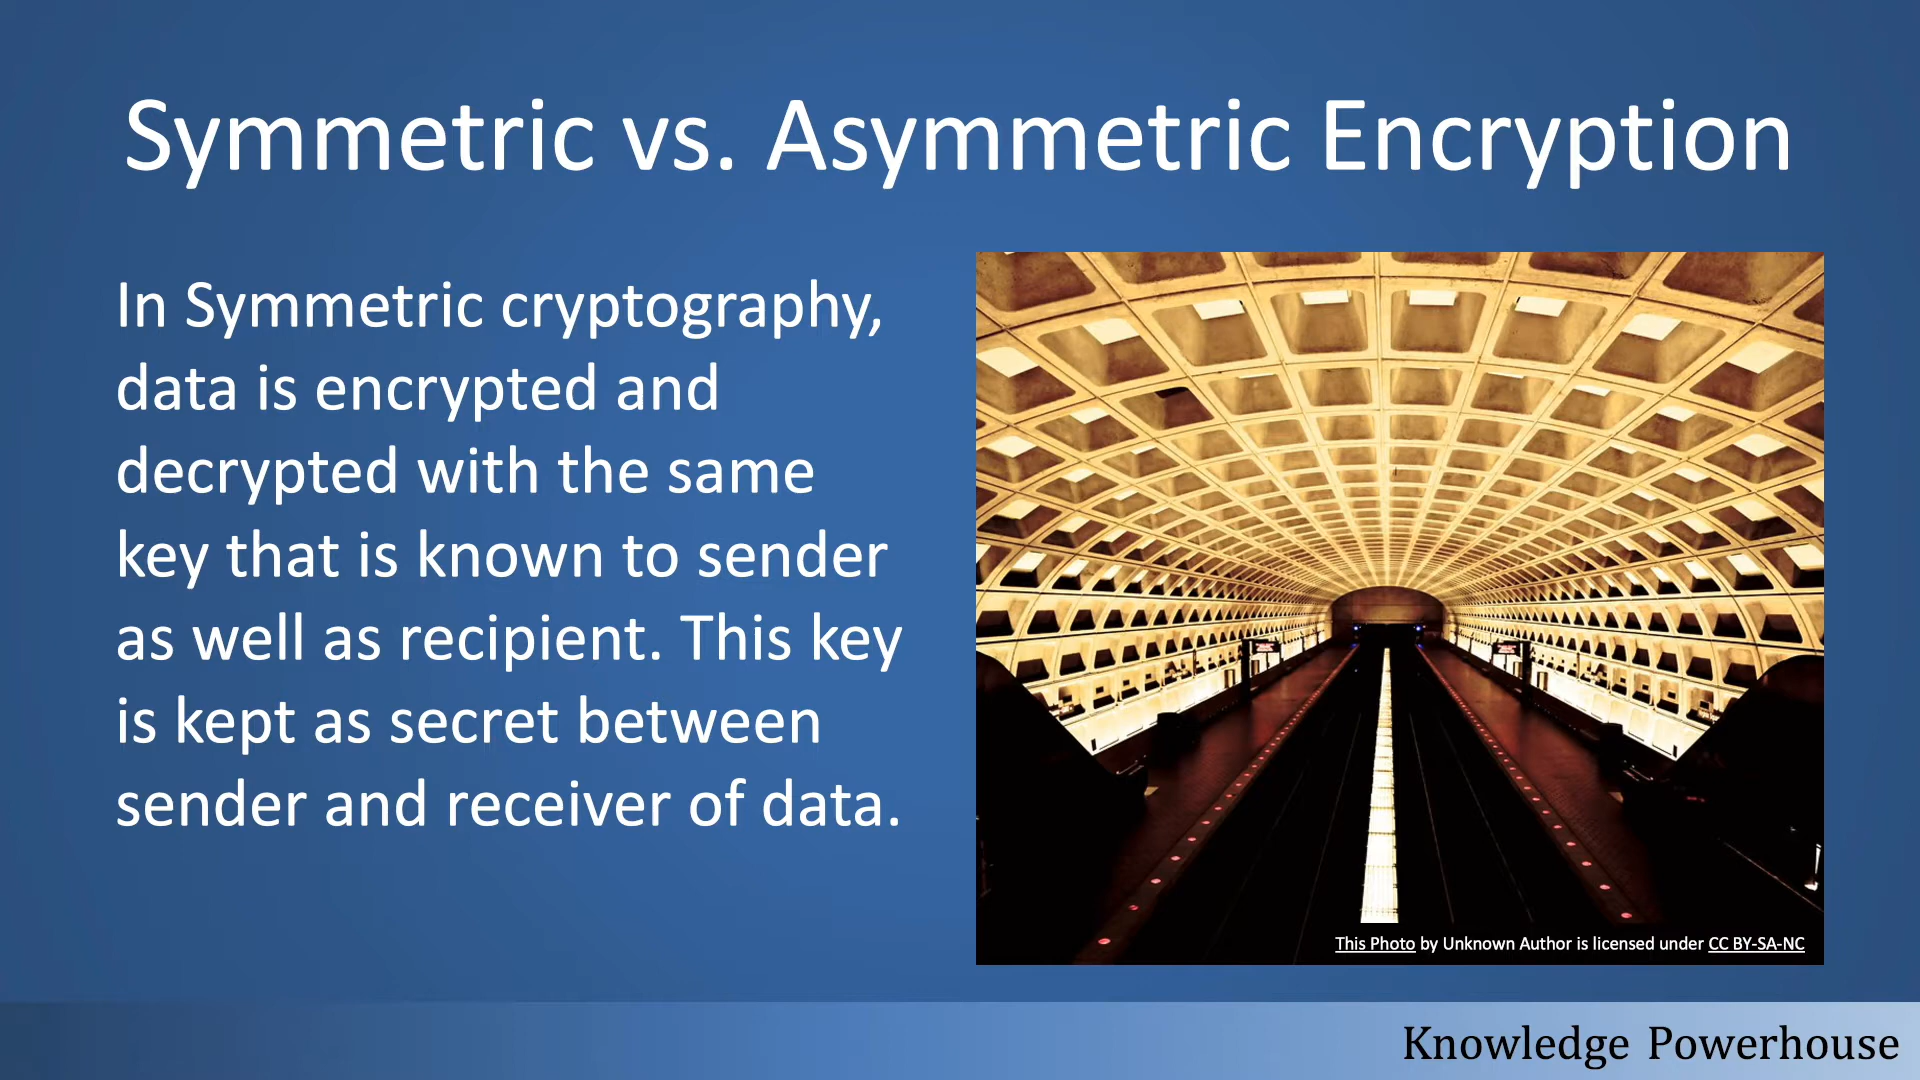 Symmetric vs. Asymmetric Encryption
In Symmetric cryptography,
data is encrypted and
decrypted with the same
key that is known to sender
as well as recipient. This key
is kept as secret between
sender and receiver of data.
This Photo by Unknown Author is licensed under CC BY-SA-NC
Knowledge Powerhouse